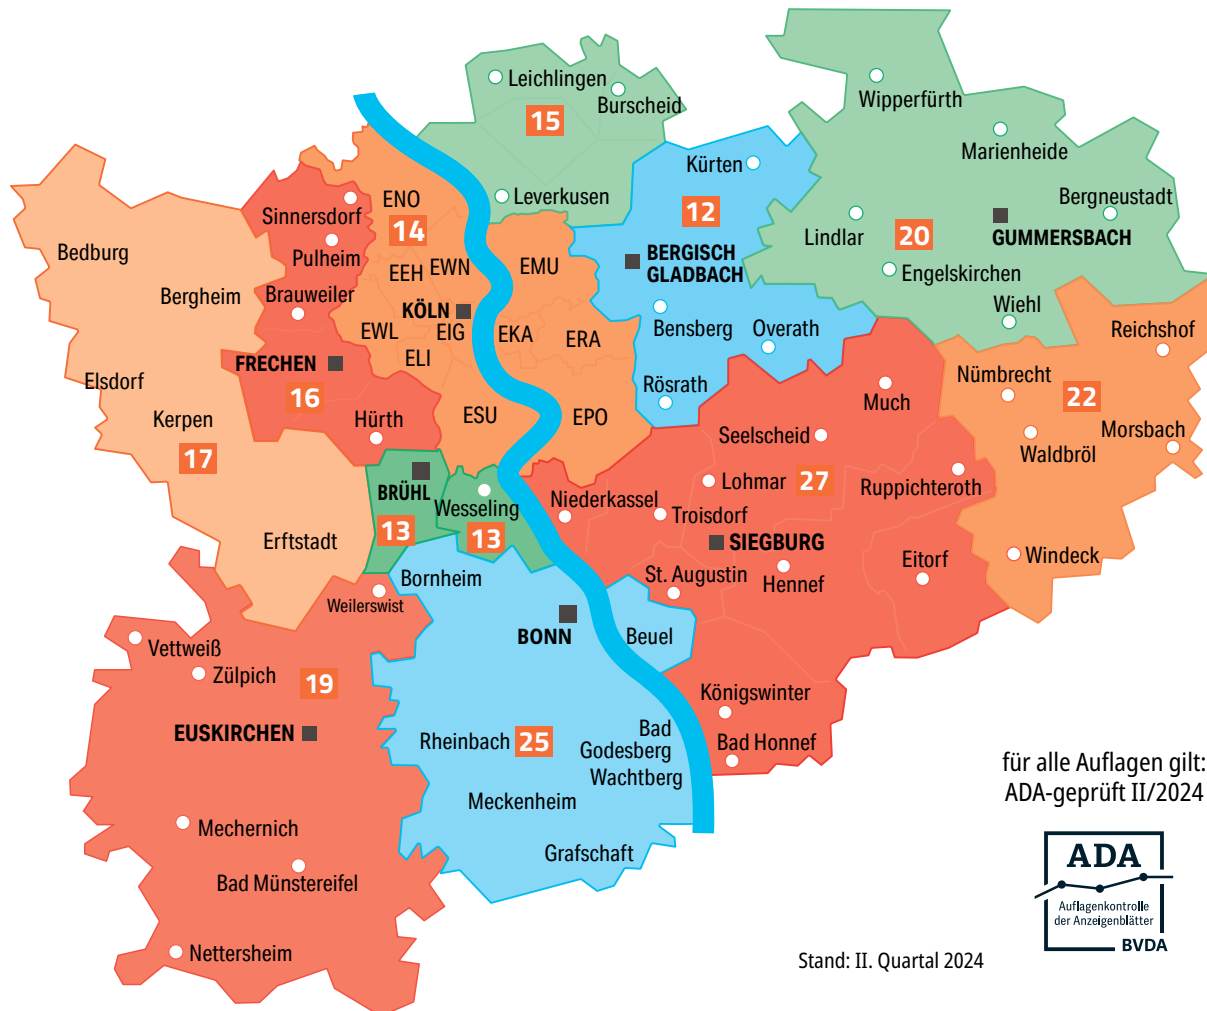 Leichlingen
Burscheid
15
Leverkusen
Wipperfürth
Marienheide
Bergneustadt
Lindlar
20
GUMMERSBACH
Engelskirchen
Wiehl
Kürten
12
BERGISCH
GLADBACH
Bensberg
Overath
Rösrath
Sinnersdorf
Pulheim
Brauweiler
FRECHEN
16
Hürth
ENO
14
EEH
EWN
EMU
KÖLN
EWL
EIG
EKA
ERA
ELI
ESU
EPO
Bedburg
Bergheim
Elsdorf
Kerpen
17
Erftstadt
BRÜHL
13
Wesseling
13
Reichshof
Nümbrecht
22
Morsbach
Waldbröl
Windeck
Much
Seelscheid
Lohmar
27
Ruppichteroth
Niederkassel
Troisdorf
SIEGBURG
St. Augustin
Hennef
Eitorf
Königswinter
Bad Honnef
Bornheim
BONN
Beuel
Rheinbach
25
Bad
Godesberg
Wachtberg
Meckenheim
Grafschaft
Weilerswist
Vettweiß
Zülpich
19
EUSKIRCHEN
Mechernich
Bad Münstereifel
Nettersheim
für alle Auflagen gilt:
ADA-geprüft II/2024
ADA
Auflagenkontrolle
der Anzeigenblätter
BVDA
Stand: II. Quartal 2024